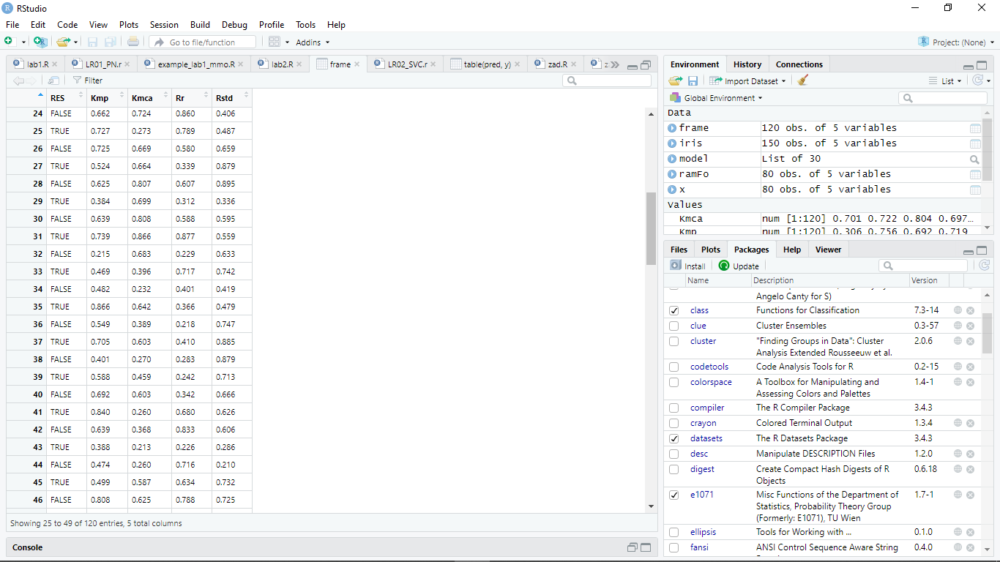 RStudio
File Edit Code View Plots Session Build Debug Profile Tools Help
Go to file/function Addins Project: (None)
lab1.R LR01_PN.r example_lab1_mmo.R lab2.R frame LR02_SVC.r table(pred, y) zad.R z
Filter
RES Kmp Kmca Rr Rstd
24 FALSE 0.662 0.724 0.860 0.406
25 TRUE 0.727 0.273 0.789 0.487
26 FALSE 0.725 0.669 0.580 0.659
27 TRUE 0.524 0.664 0.339 0.879
28 FALSE 0.625 0.807 0.607 0.895
29 TRUE 0.384 0.699 0.312 0.336
30 FALSE 0.639 0.808 0.588 0.595
31 TRUE 0.739 0.866 0.877 0.559
32 FALSE 0.215 0.683 0.229 0.633
33 TRUE 0.469 0.396 0.717 0.742
34 FALSE 0.482 0.232 0.401 0.419
35 TRUE 0.866 0.642 0.366 0.479
36 FALSE 0.549 0.389 0.218 0.747
37 TRUE 0.705 0.603 0.410 0.885
38 FALSE 0.401 0.270 0.283 0.879
39 TRUE 0.588 0.459 0.242 0.713
40 FALSE 0.692 0.603 0.342 0.666
41 TRUE 0.840 0.260 0.680 0.626
42 FALSE 0.639 0.368 0.833 0.606
43 TRUE 0.388 0.213 0.226 0.286
44 FALSE 0.474 0.260 0.716 0.210
45 TRUE 0.499 0.587 0.634 0.732
46 FALSE 0.808 0.625 0.788 0.725
Showing 25 to 49 of 120 entries, 5 total columns
Console
Environment History Connections
Import Dataset List
Global Environment
Data
frame 120 obs. of 5 variables
iris 150 obs. of 5 variables
model List of 30
ramFo 80 obs. of 5 variables
x 80 obs. of 5 variables
Values
Kmca num [1:120] 0.701 0.722 0.804 0.697…
Kmp num [1:120] 0.306 0.756 0.692 0.719
Files Plots Packages Help Viewer
Install Update
Name Description Version
Angelo Canty for S)
class Functions for Classification 7.3-14
clue Cluster Ensembles 0.3-57
cluster "Finding Groups in Data": Cluster 2.0.6
Analysis Extended Rousseeuw et al.
codetools Code Analysis Tools for R 0.2-15
colorspace A Toolbox for Manipulating and 1.4-1
Assessing Colors and Palettes
compiler The R Compiler Package 3.4.3
crayon Colored Terminal Output 1.3.4
datasets The R Datasets Package 3.4.3
desc Manipulate DESCRIPTION Files 1.2.0
digest Create Compact Hash Digests of R 0.6.18
Objects
e1071 Misc Functions of the Department of 1.7-1
Statistics, Probability Theory Group
(Formerly: E1071), TU Wien
ellipsis Tools for Working with ... 0.1.0
fansi ANSI Control Sequence Aware String 0.4.0